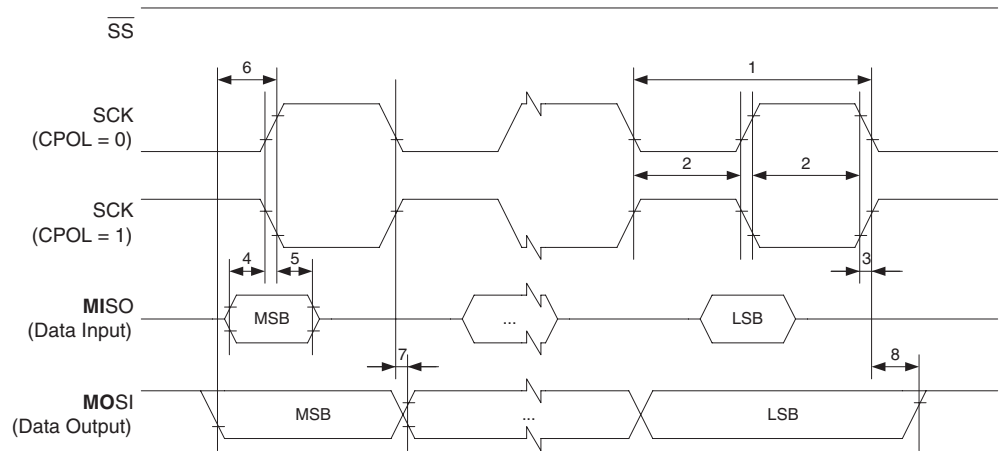 SS
6
1
SCK
(CPOL = 0)
2
2
SCK
(CPOL = 1)
4
5
3
MISO
(Data Input)
MSB
...
LSB
7
8
MOSI
(Data Output)
MSB
...
LSB